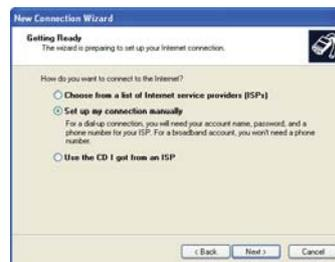 New Connection Wizard
Getting Ready
The wizard is preparing to set up your Internet connection.
How do you want to connect to the Internet?
Choose from a list of Internet service providers (ISPs)
Set up my connection manually
For a dial-up connection, you will need your account name, password, and a
phone number for your ISP. For a broadband account, you won't need a phone
number.
Use the CD I got from an ISP
< Back
Next >
Cancel